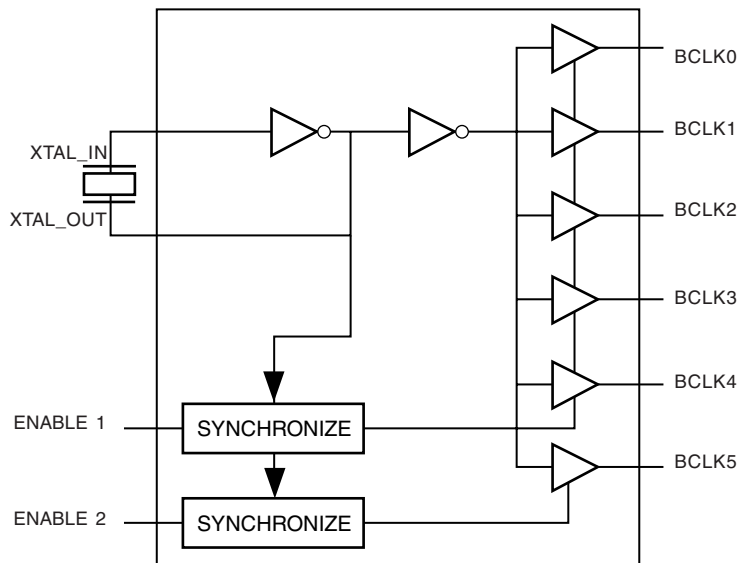 BCLK0
BCLK1
XTAL_IN
XTAL_OUT
BCLK2
BCLK3
BCLK4
ENABLE 1
SYNCHRONIZE
BCLK5
ENABLE 2
SYNCHRONIZE